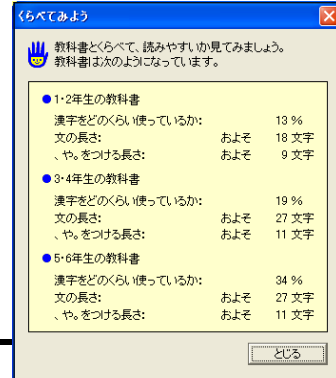 くらべてみよう
教科書とくらべて、読みやすいか見てみましょう。
教科書は次のようになっています。
●1・2年生の教科書
漢字をどのくらい使っているか: 13 %
文の長さ: およそ 18 文字
、や。をつける長さ: およそ 9 文字
●3・4年生の教科書
漢字をどのくらい使っているか: 19 %
文の長さ: およそ 27 文字
、や。をつける長さ: およそ 11 文字
●5・6年生の教科書
漢字をどのくらい使っているか: 34 %
文の長さ: およそ 27 文字
、や。をつける長さ: およそ 11 文字
とじる